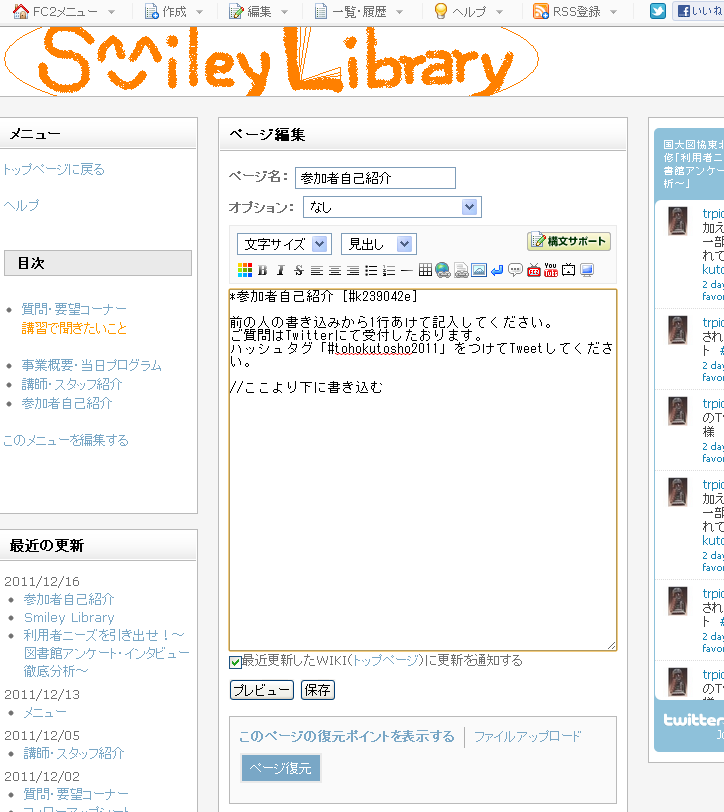 FC2メニュー 作成 編集 一覧・履歴 ヘルプ RSS登録 いいね
Smiley Library
メニュー
トップページに戻る
ヘルプ
目次
質問・要望コーナー
講習で聞きたいこと
事業概要・当日プログラム
講師・スタッフ紹介
参加者自己紹介
このメニューを編集する
最近の更新
2011/12/16
参加者自己紹介
Smiley Library
利用者ニーズを引き出せ！～
図書館アンケート・インタビュー
徹底分析～
2011/12/13
メニュー
2011/12/05
講師・スタッフ紹介
2011/12/02
質問・要望コーナー
フォローアップシート
ページ編集
ページ名： 参加者自己紹介
オプション： なし
文字サイズ 見出し 構文サポート
*参加者自己紹介 [#k239042e]
前の人の書き込みから1行あけて記入してください。
ご質問はTwitterにて受付したおります。
ハッシュタグ「#tohokutosho2011」をつけてTweetしてくださ
い。
//ここより下に書き込む
最近更新したWIKI(トップページ)に更新を通知する
プレビュー 保存
このページの復元ポイントを表示する ファイルアップロード
ページ復元
国大図協東北
修「利用者ニ
書館アンケー
析～」
trpic
加え
一部
れて
kuto
2 day
favor
trpic
され
ト #
2 day
favor
trpic
のT
様
2 day
favor
trpic
加え
一部
れて
kuto
2 day
favor
trpic
され
ト #
2 day
favor
trpic
のT
twitter
Jo